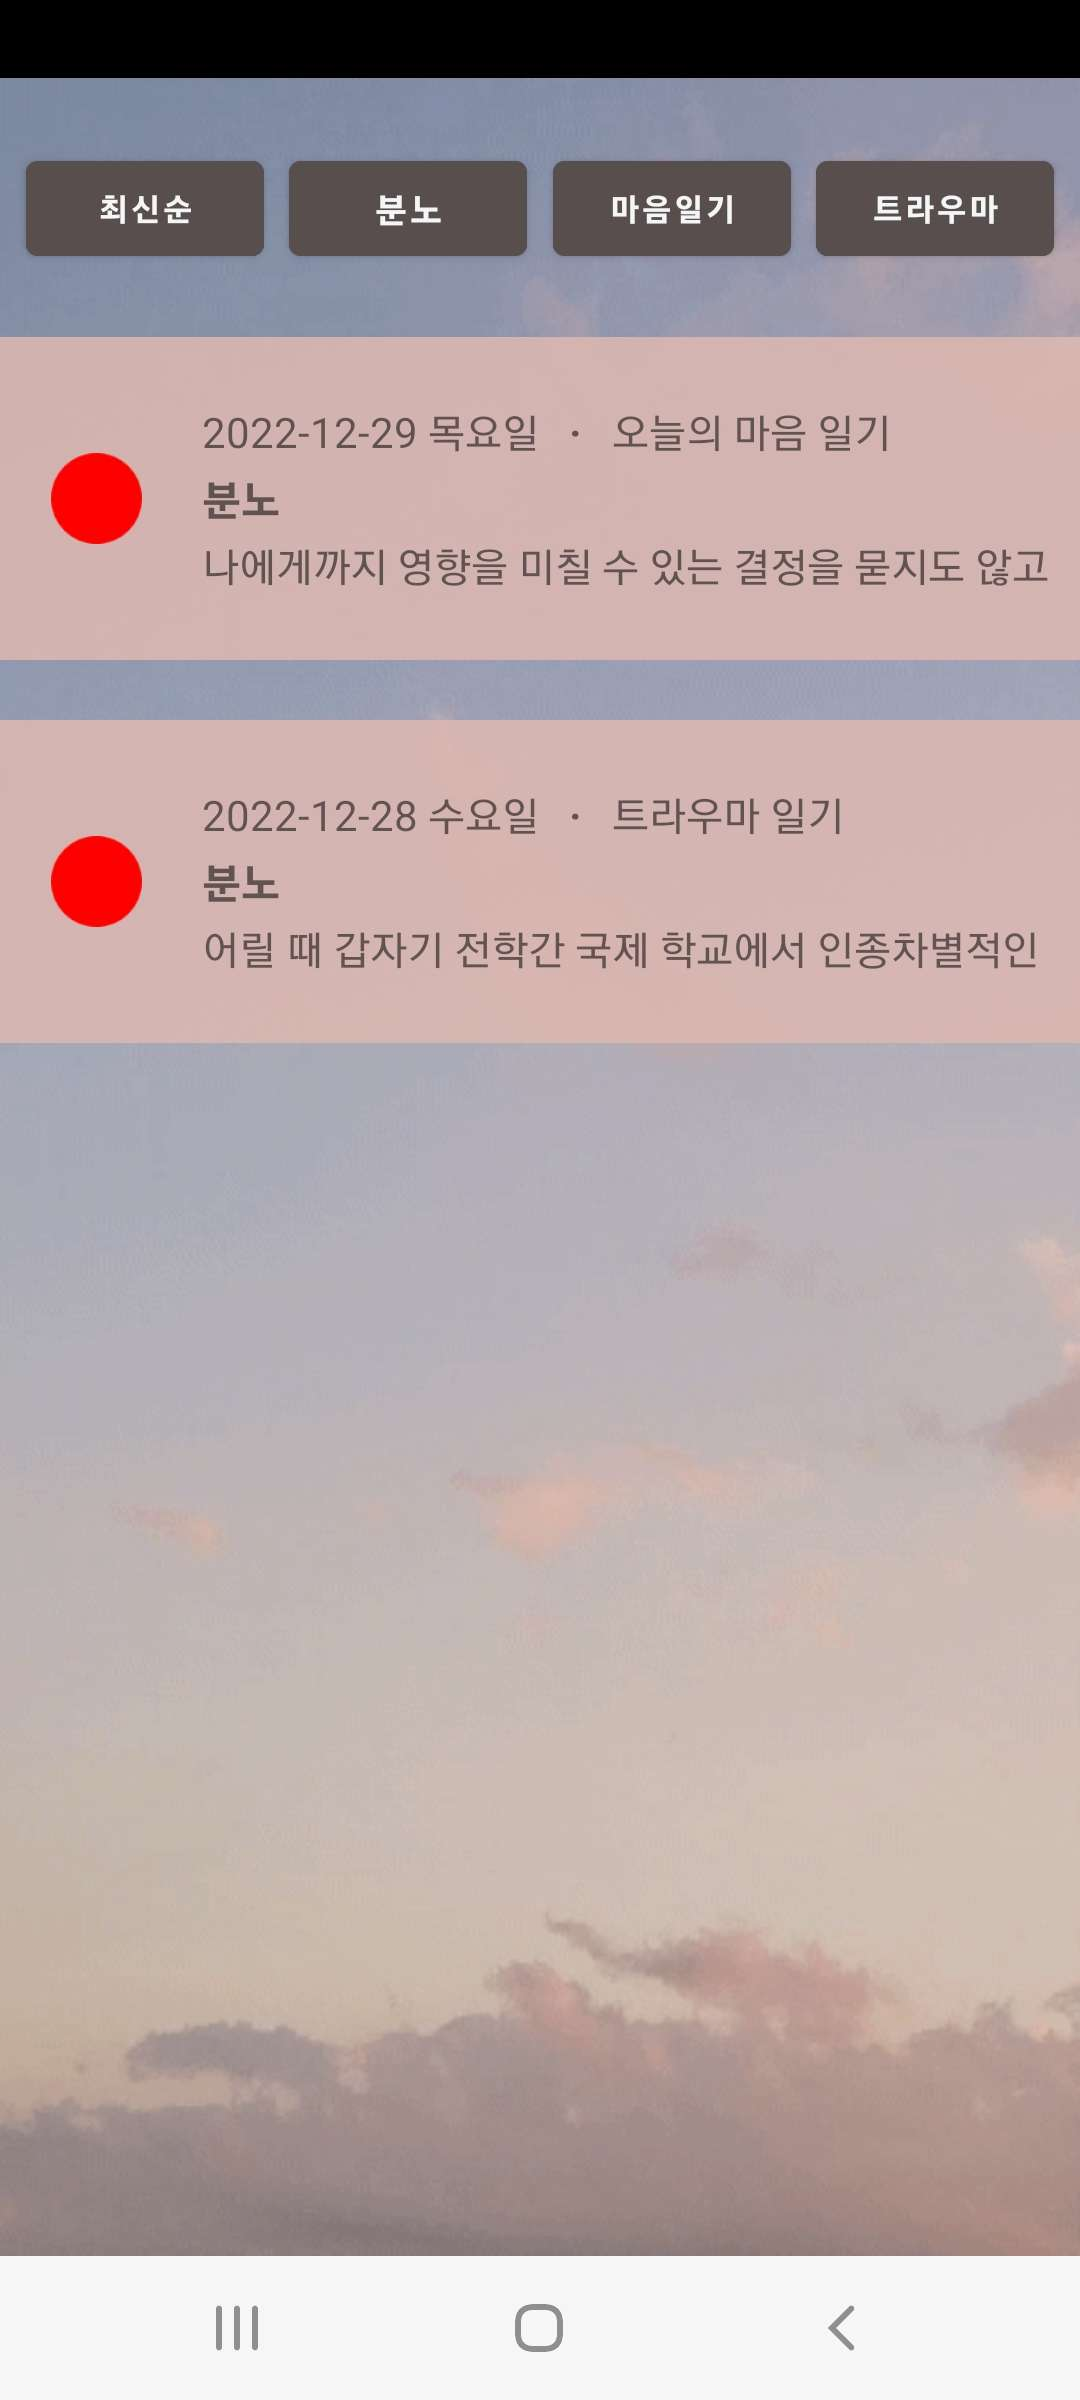 최신순 분노 마음일기 트라우마
2022-12-29 목요일 · 오늘의 마음 일기
분노
나에게까지 영향을 미칠 수 있는 결정을 묻지도 않고
2022-12-28 수요일 · 트라우마 일기
분노
어릴 때 갑자기 전학간 국제 학교에서 인종차별적인